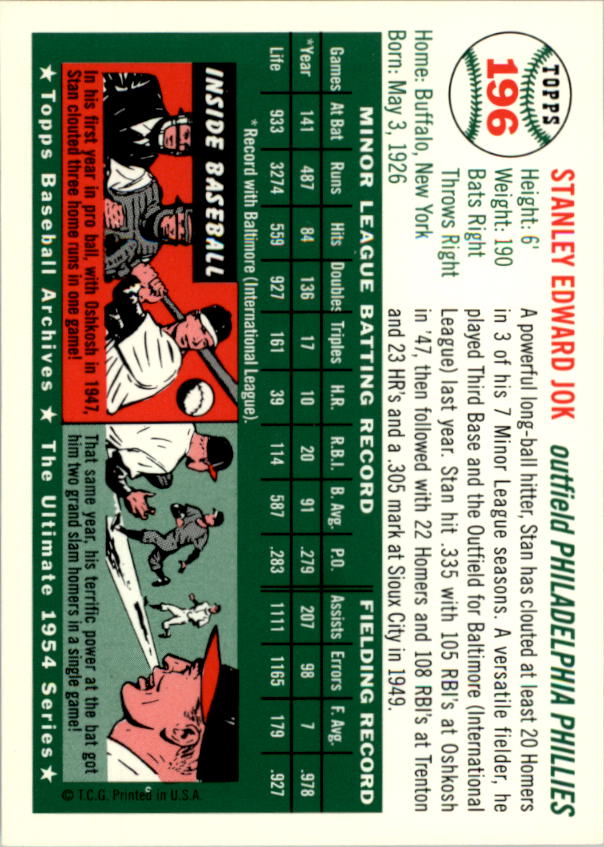 TOPPS
196
STANLEY EDWARD JOK outfield PHILADELPHIA PHILLIES
Height: 6'
Weight: 190
Bats Right
Throws Right
Home: Buffalo, New York
Born: May 3, 1926
A powerful long-ball hitter, Stan has clouted at least 20 Homers
in 3 of his 7 Minor League seasons. A versatile fielder, he
played Third Base and the Outfield for Baltimore (International
League) last year. Stan hit .335 with 105 RBI's at Oshkosh
in '47, then followed with 22 Homers and 108 RBI's at Trenton
and 23 HR's and a .305 mark at Sioux City in 1949.
MINOR LEAGUE BATTING RECORD FIELDING RECORD
Games At Bat Runs Hits Doubles Triples H.R. R.B.I. B. Avg. P.O. Assists Errors F. Avg.
*Year 141 487 84 136 17 10 20 91 .279 207 98 7 .978
Life 933 3274 559 927 161 39 114 587 .283 1111 1165 179 .927
*Record with Baltimore (International League).
INSIDE BASEBALL
In his first year in pro ball, with Oshkosh in 1947,
Stan clouted three home runs in one game!
That same year, his terrific power at the bat got
him two grand slam homers in a single game!
© T.C.G. Printed in U.S.A.
★ Topps Baseball Archives ★ The Ultimate 1954 Series ★